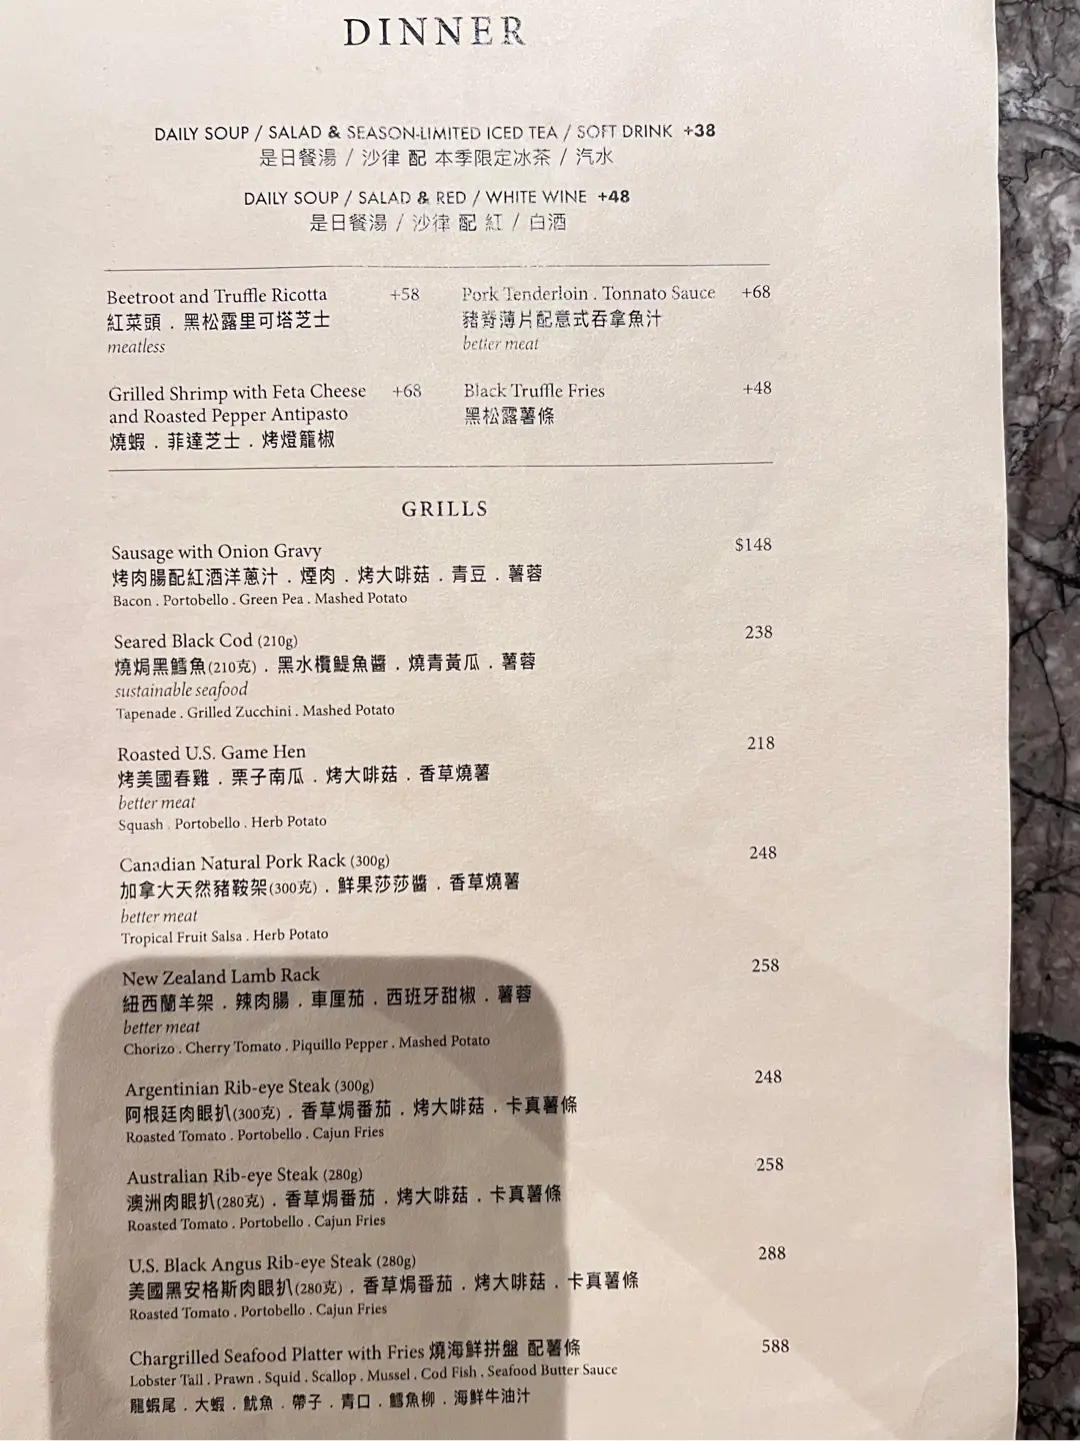 DINNER
DAILY SOUP / SALAD & SEASON-LIMITED ICED TEA / SOFT DRINK +38
是日餐湯 / 沙律 配 本季限定冰茶 / 汽水
DAILY SOUP / SALAD & RED / WHITE WINE +48
是日餐湯 / 沙律 配 紅 / 白酒
Beetroot and Truffle Ricotta +58
紅菜頭 . 黑松露里可塔芝士
meatless
Pork Tenderloin . Tonnato Sauce +68
豬脊薄片配意式吞拿魚汁
better meat
Grilled Shrimp with Feta Cheese +68
and Roasted Pepper Antipasto
燒蝦 . 菲達芝士 . 烤燈籠椒
Black Truffle Fries +48
黑松露薯條
GRILLS
Sausage with Onion Gravy $148
烤肉腸配紅酒洋蔥汁 . 煙肉 . 烤大啡菇 . 青豆 . 薯蓉
Bacon . Portobello . Green Pea . Mashed Potato
Seared Black Cod (210g) 238
燒焗黑鱈魚(210克) . 黑水欖鯷魚醬 . 燒青黃瓜 . 薯蓉
sustainable seafood
Tapenade . Grilled Zucchini . Mashed Potato
Roasted U.S. Game Hen 218
烤美國春雞 . 栗子南瓜 . 烤大啡菇 . 香草燒薯
better meat
Squash . Portobello . Herb Potato
Canadian Natural Pork Rack (300g) 248
加拿大天然豬鞍架(300克) . 鮮果莎莎醬 . 香草燒薯
better meat
Tropical Fruit Salsa . Herb Potato
New Zealand Lamb Rack 258
紐西蘭羊架 . 辣肉腸 . 車厘茄 . 西班牙甜椒 . 薯蓉
better meat
Chorizo . Cherry Tomato . Piquillo Pepper . Mashed Potato
Argentinian Rib-eye Steak (300g) 248
阿根廷肉眼扒(300克) . 香草焗番茄 . 烤大啡菇 . 卡真薯條
Roasted Tomato . Portobello . Cajun Fries
Australian Rib-eye Steak (280g) 258
澳洲肉眼扒(280克) . 香草焗番茄 . 烤大啡菇 . 卡真薯條
Roasted Tomato . Portobello . Cajun Fries
U.S. Black Angus Rib-eye Steak (280g) 288
美國黑安格斯肉眼扒(280克) . 香草焗番茄 . 烤大啡菇 . 卡真薯條
Roasted Tomato . Portobello . Cajun Fries
Chargrilled Seafood Platter with Fries 燒海鮮拼盤 配薯條 588
Lobster Tail . Prawn . Squid . Scallop . Mussel . Cod Fish . Seafood Butter Sauce
龍蝦尾 . 大蝦 . 魷魚 . 帶子 . 青口 . 鱈魚柳 . 海鮮牛油汁